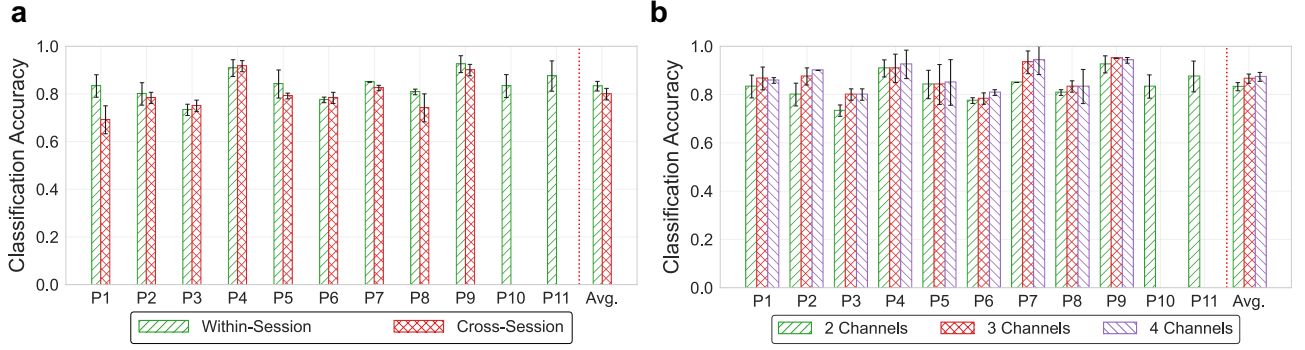 a
Classification Accuracy
1.0
0.8
0.6
0.4
0.2
0.0
P1 P2 P3 P4 P5 P6 P7 P8 P9 P10 P11 Avg.
Within-Session Cross-Session
b
Classification Accuracy
1.0
0.8
0.6
0.4
0.2
0.0
P1 P2 P3 P4 P5 P6 P7 P8 P9 P10 P11 Avg.
2 Channels 3 Channels 4 Channels